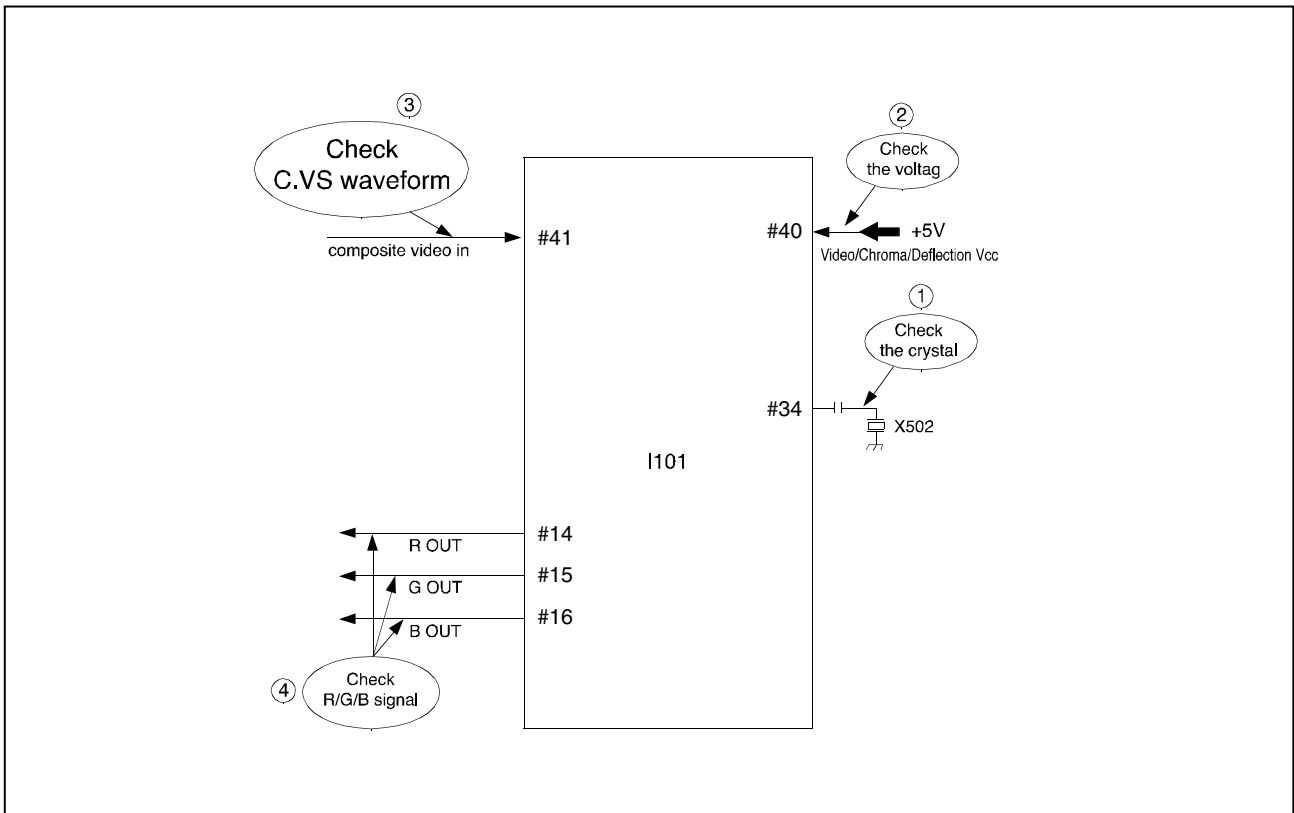 3
Check
C.VS waveform
2
Check
the voltag
#41
composite video in
#40
+5V
Video/Chroma/Deflection Vcc
1
Check
the crystal
#34
X502
I101
#14
R OUT
#15
G OUT
#16
B OUT
4
Check
R/G/B signal